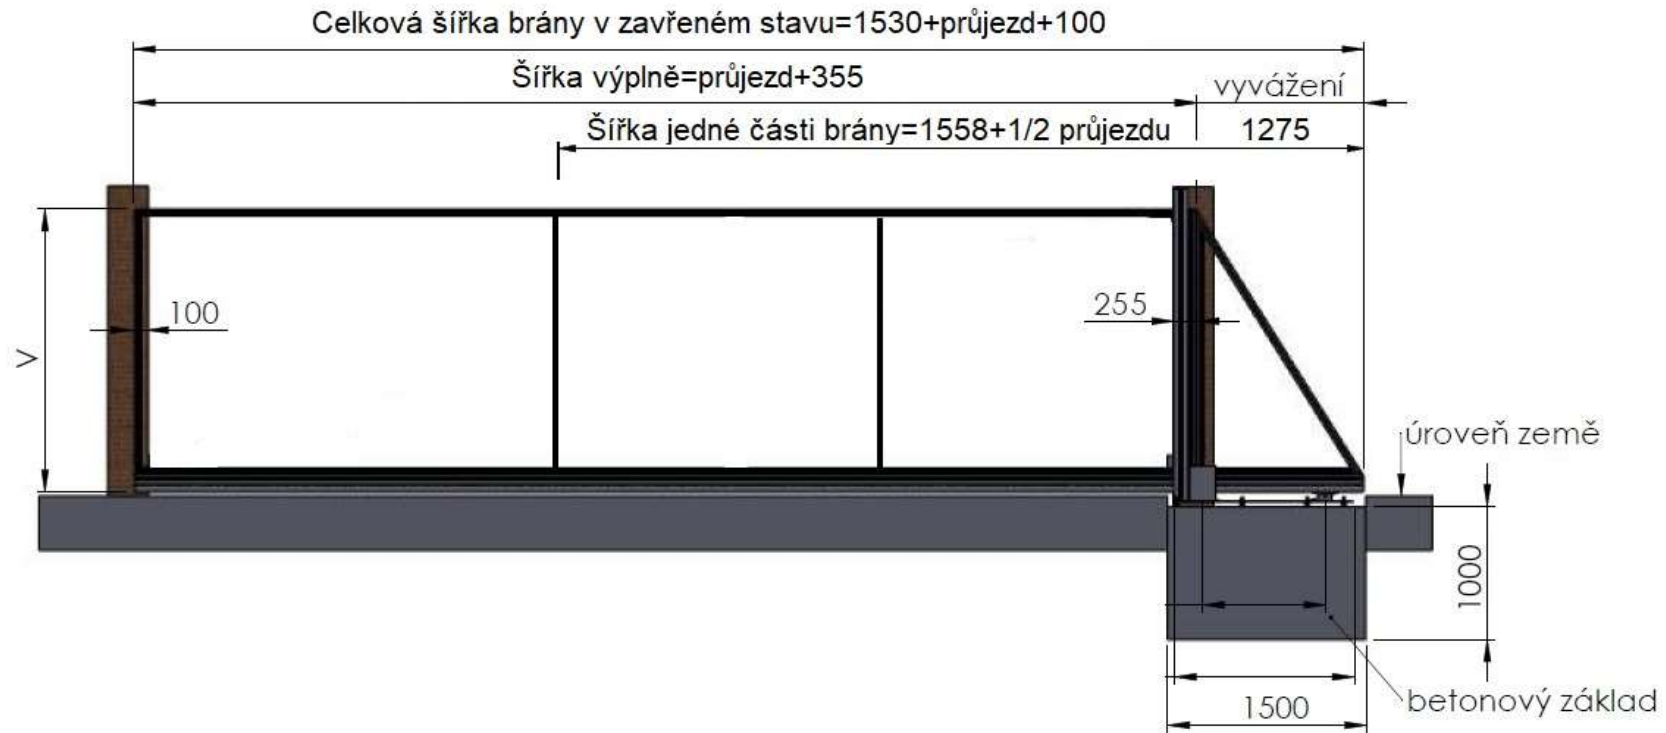 Celková šířka brány v zavřeném stavu=1530+průjezd+100
Šířka výplně=průjezd+355
vyvážení
Šířka jedné části brány=1558+1/2 průjezdu
1275
100
255
V
úroveň země
1000
betonový základ
1500